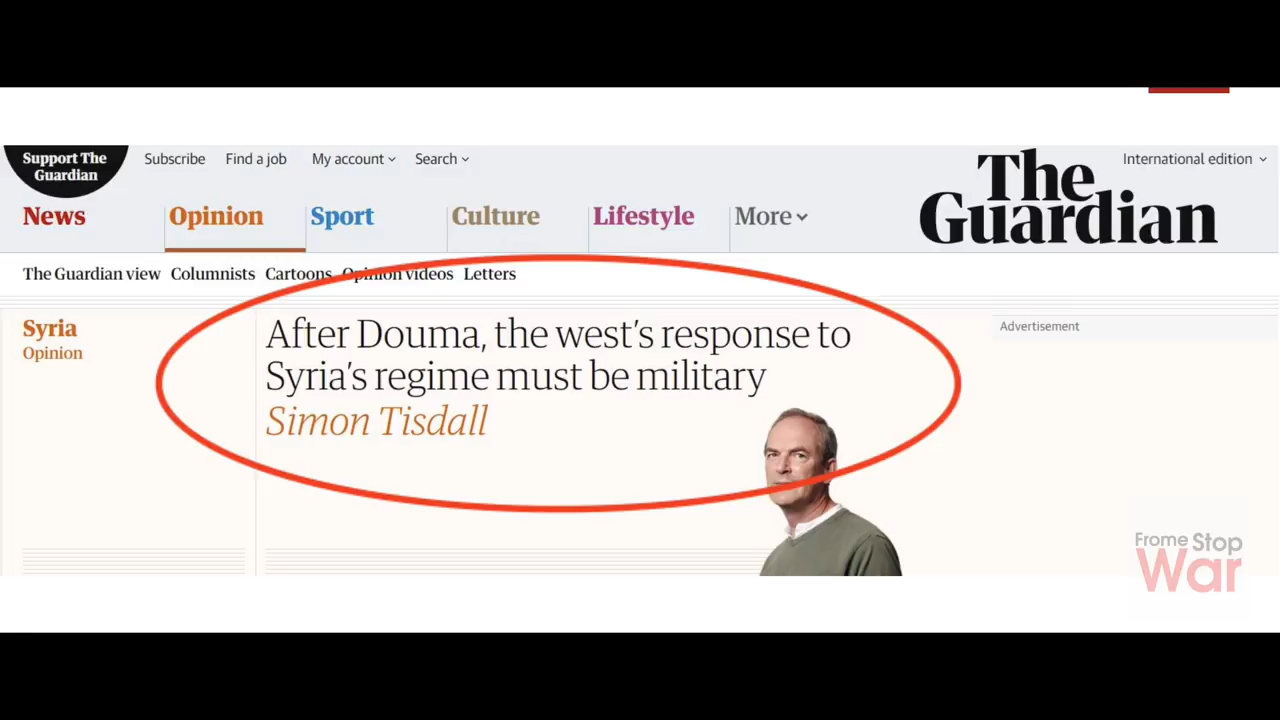 Support The
Guardian
Subscribe Find a job My account Search
International edition
The
Guardian
News Opinion Sport Culture Lifestyle More
The Guardian view Columnists Cartoons Opinion videos Letters
Syria
Opinion
After Douma, the west's response to
Syria's regime must be military
Simon Tisdall
Advertisement
Frome Stop
War